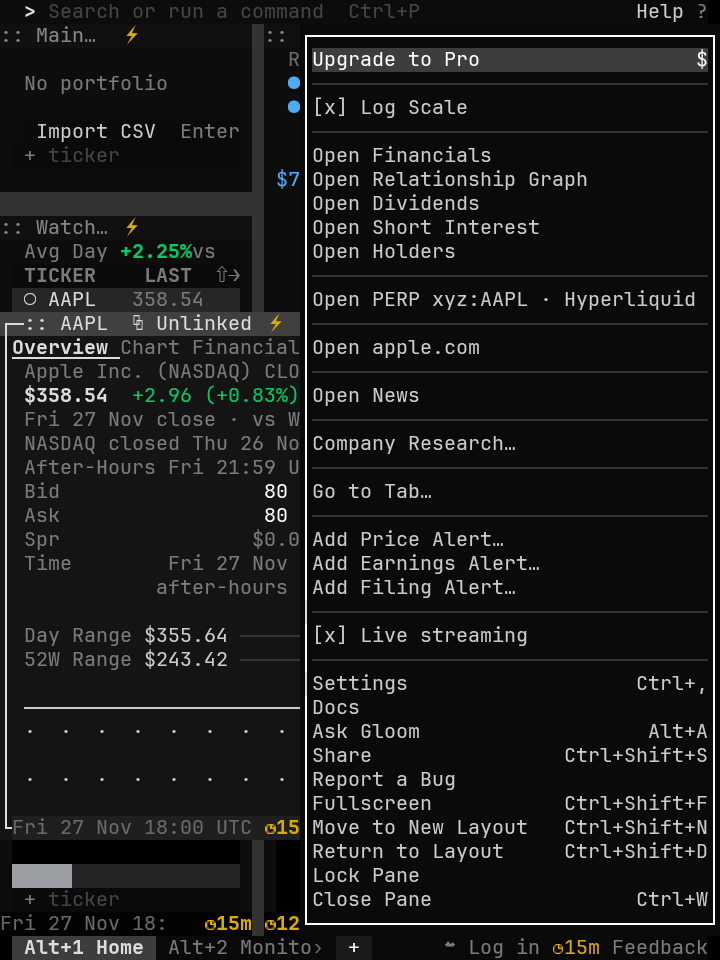 > Search or run a command  Ctrl+P
Help ?
:: Main… ⚡
::
No portfolio
R
Import CSV  Enter
+ ticker
$7
:: Watch… ⚡
Avg Day +2.25%vs
TICKER  LAST  ⇧→
○ AAPL  358.54
:: AAPL  Unlinked ⚡
Overview  Chart  Financial
Apple Inc. (NASDAQ) CLO
$358.54  +2.96 (+0.83%)
Fri 27 Nov close · vs W
NASDAQ closed Thu 26 No
After-Hours Fri 21:59 U
Bid  80
Ask  80
Spr  $0.0
Time  Fri 27 Nov
after-hours
Day Range $355.64
52W Range $243.42
Fri 27 Nov 18:00 UTC  15
+ ticker
Fri 27 Nov 18:  15m  12
Upgrade to Pro  $
[x] Log Scale
Open Financials
Open Relationship Graph
Open Dividends
Open Short Interest
Open Holders
Open PERP xyz:AAPL · Hyperliquid
Open apple.com
Open News
Company Research…
Go to Tab…
Add Price Alert…
Add Earnings Alert…
Add Filing Alert…
[x] Live streaming
Settings  Ctrl+,
Docs
Ask Gloom  Alt+A
Share  Ctrl+Shift+S
Report a Bug
Fullscreen  Ctrl+Shift+F
Move to New Layout  Ctrl+Shift+N
Return to Layout  Ctrl+Shift+D
Lock Pane
Close Pane  Ctrl+W
Alt+1 Home  Alt+2 Monito›  +  Log in  15m Feedback